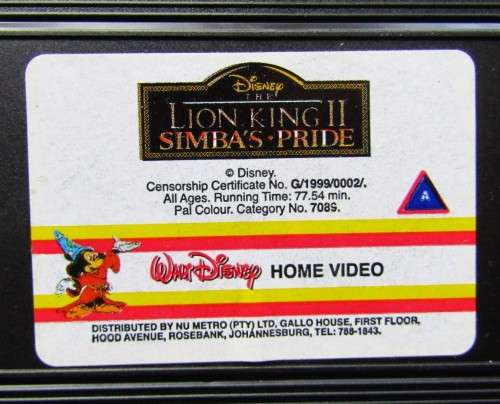 Disney
THE
LION KING II
SIMBA'S • PRIDE
© Disney.
Censorship Certificate No. G/1999/0002/.
All Ages. Running Time: 77.54 min.
Pal Colour. Category No. 708S.
A
WALT DISNEY HOME VIDEO
DISTRIBUTED BY NU METRO (PTY) LTD, GALLO HOUSE, FIRST FLOOR,
HOOD AVENUE, ROSEBANK, JOHANNESBURG, TEL: 788-1843.